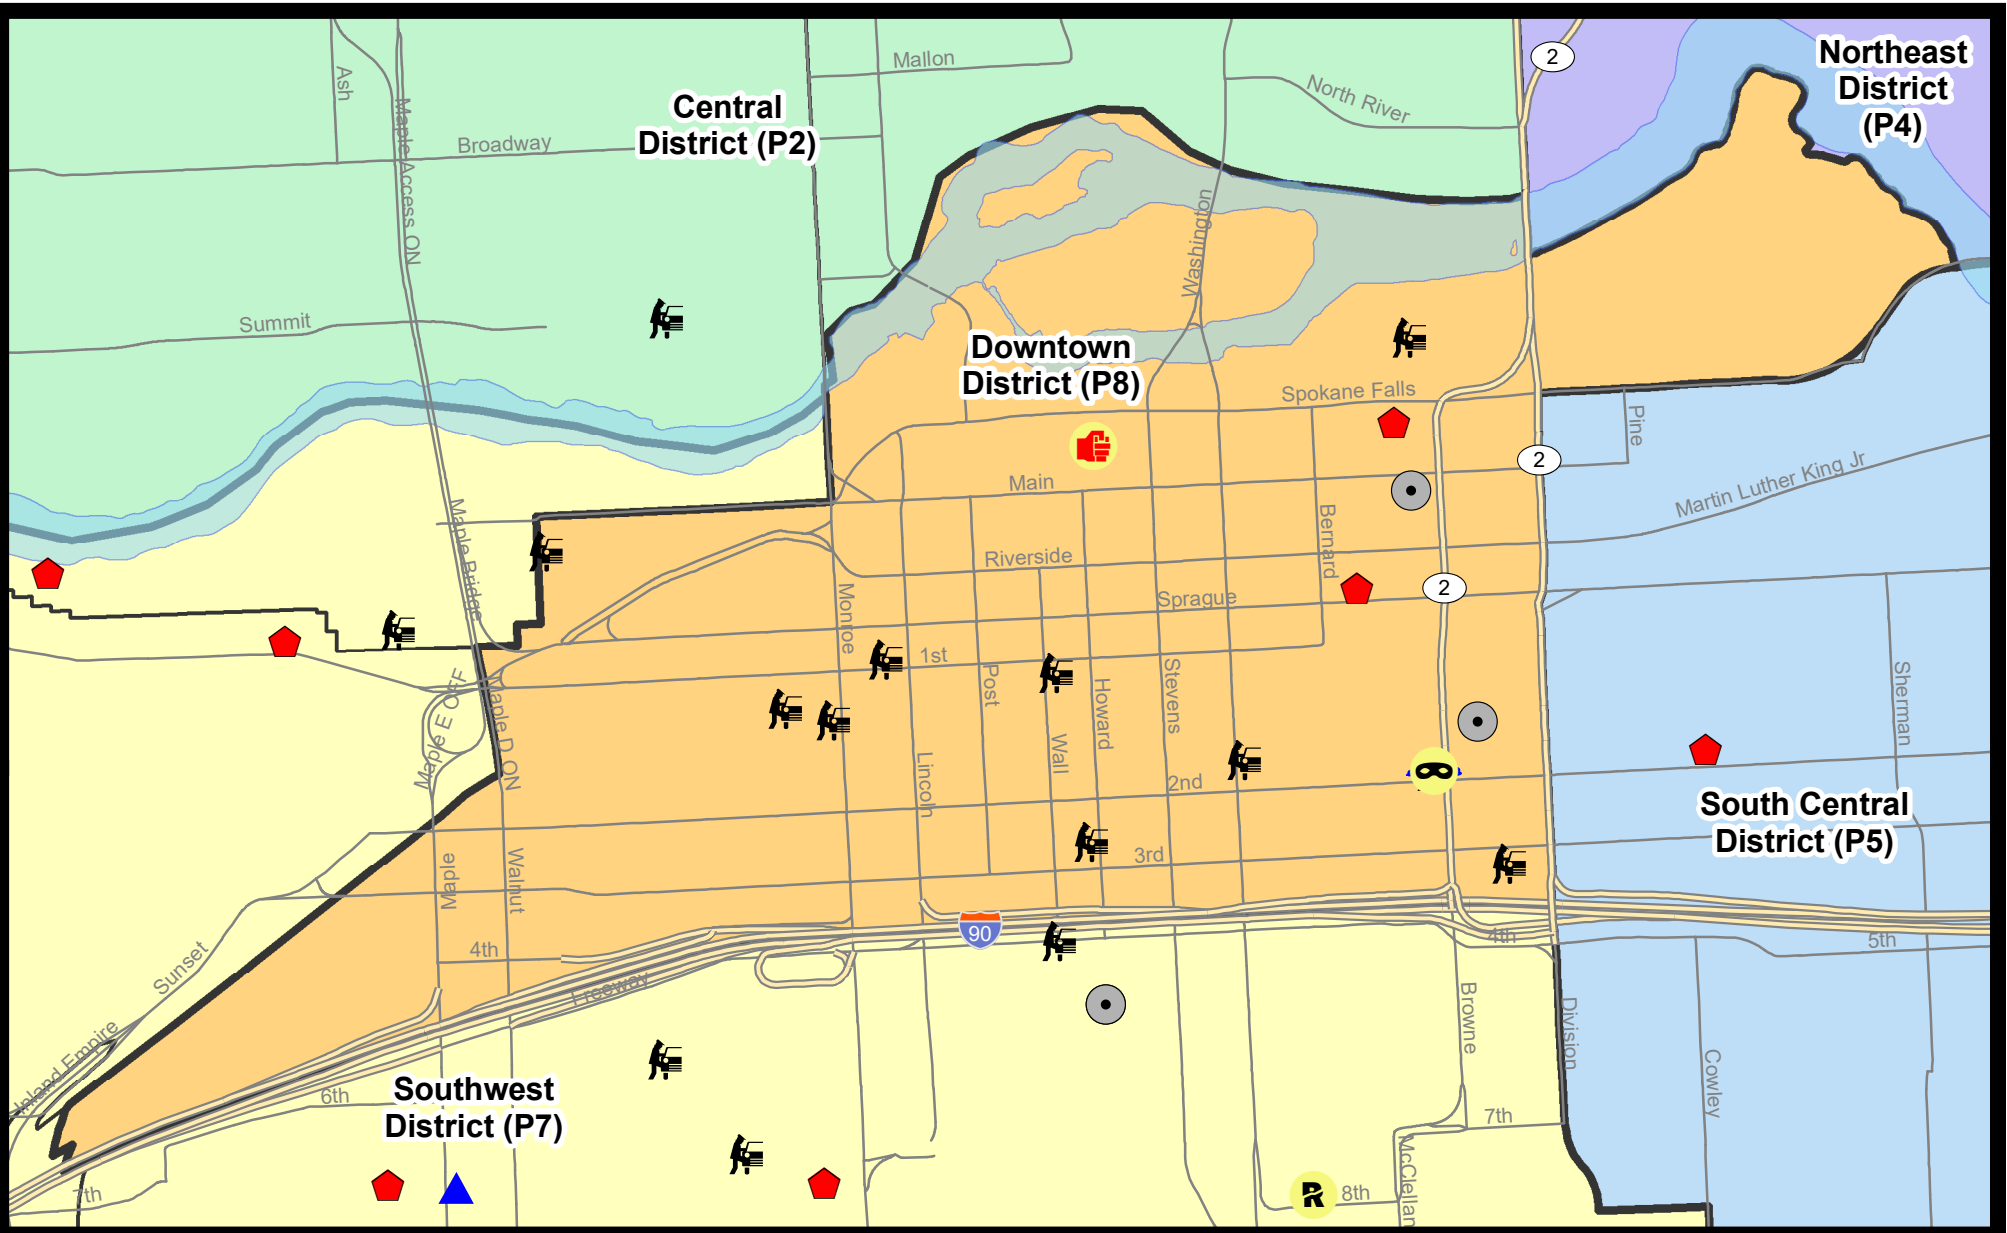 2
Northeast
District
(P4)
Mallon
Ash
North River
Central
District (P2)
Maple Access ON
Broadway
Washington
Summit
Downtown
District (P8)
Spokane Falls
Pine
2
Martin Luther King Jr
Main
Maple Bridge
Bernard
Riverside
2
Monroe
Sprague
1st
Post
Stevens
Sherman
Maple E OFF
Maple D ON
Howard
Wall
Lincoln
2nd
South Central
District (P5)
3rd
Maple
Walnut
90
4th
4th
5th
Sunset
Freeway
Browne
Division
Inland Empire
Cowley
6th
Southwest
District (P7)
7th
McClellan
7th
R
8th